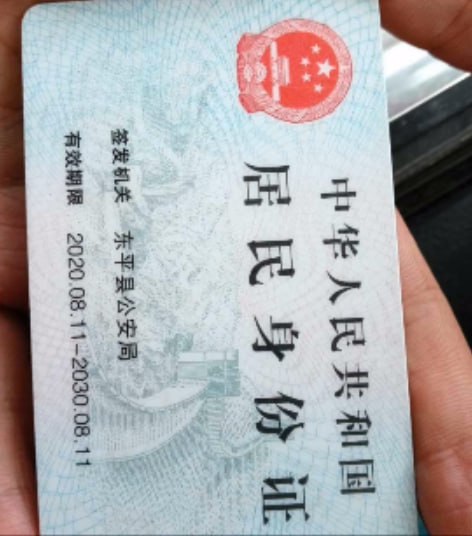 中华人民共和国
居民身份证
签发机关 东平县公安局
有效期限 2020.08.11-2030.08.11